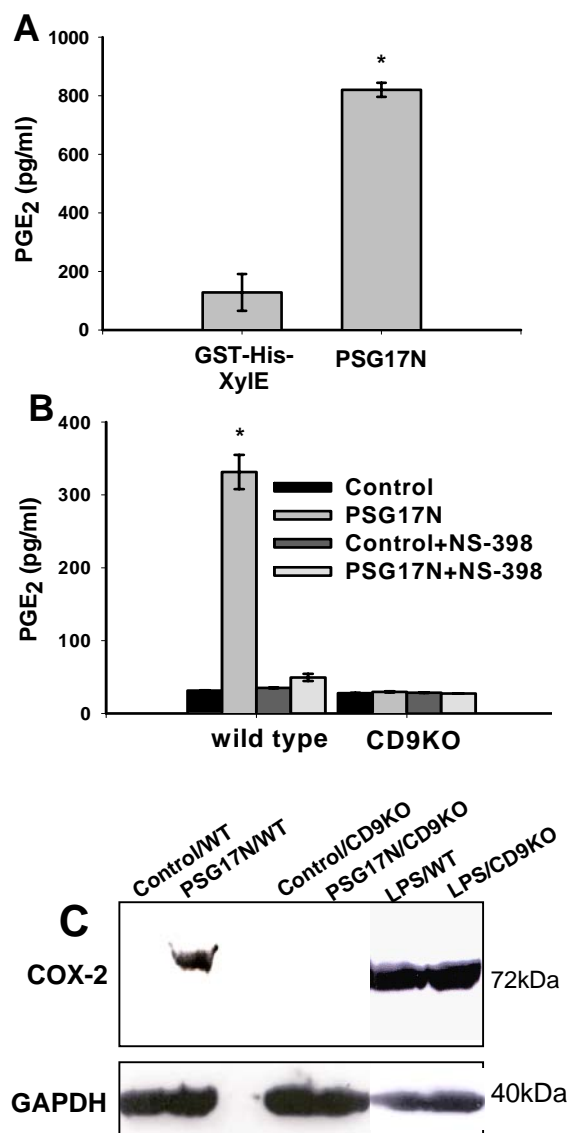 A
1000
800
600
400
200
0
PGE2 (pg/ml)
*
GST-His-
XylE
PSG17N
B
400
300
200
100
0
PGE2 (pg/ml)
*
Control
PSG17N
Control+NS-398
PSG17N+NS-398
wild type
CD9KO
Control/WT
PSG17N/WT
Control/CD9KO
PSG17N/CD9KO
LPS/WT
LPS/CD9KO
C
COX-2
72kDa
GAPDH
40kDa